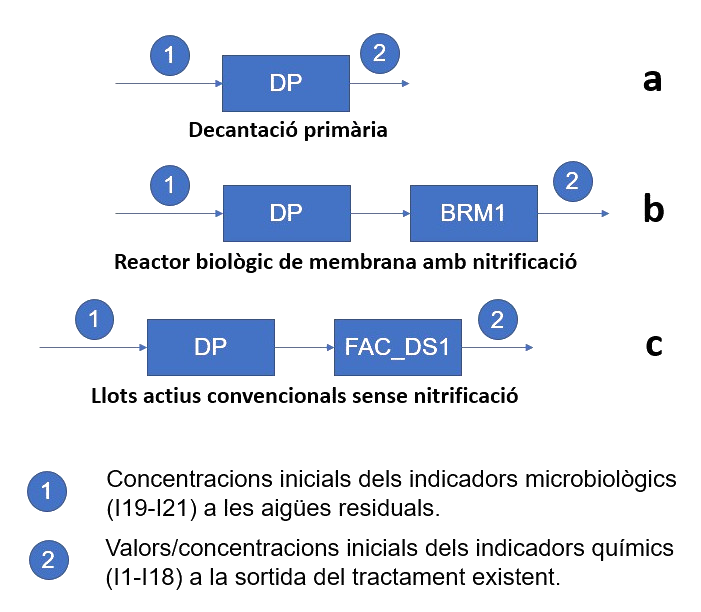 1
2
DP
a
Decantació primària
1
2
DP
BRM1
b
Reactor biològic de membrana amb nitrificació
1
2
DP
FAC_DS1
c
Llots actius convencionals sense nitrificació
1
Concentracions inicials dels indicadors microbiològics
(I19-I21) a les aigües residuals.
2
Valors/concentracions inicials dels indicadors químics
(I1-I18) a la sortida del tractament existent.